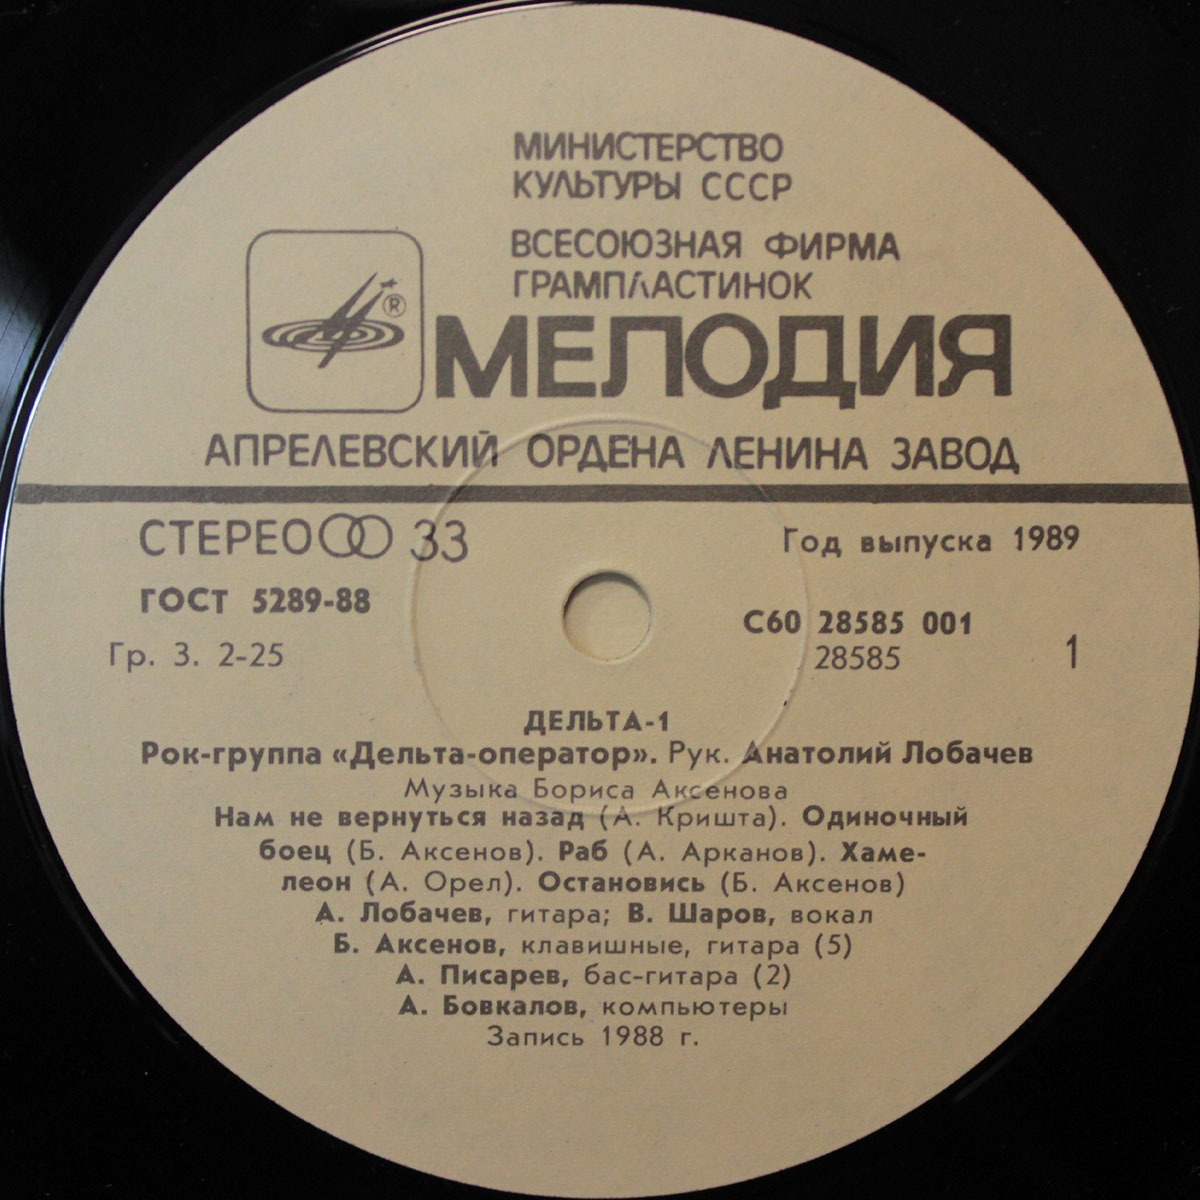 МИНИСТЕРСТВО
КУЛЬТУРЫ СССР
ВСЕСОЮЗНАЯ ФИРМА
ГРАМПЛАСТИНОК
®
МЕЛОДИЯ
АПРЕЛЕВСКИЙ ОРДЕНА ЛЕНИНА ЗАВОД
СТЕРЕО 33
Год выпуска 1989
ГОСТ 5289-88
С60 28585 001
Гр. 3. 2-25
28585
1
ДЕЛЬТА-1
Рок-группа «Дельта-оператор». Рук. Анатолий Лобачев
Музыка Бориса Аксенова
Нам не вернуться назад (А. Кришта). Одиночный
боец (Б. Аксенов). Раб (А. Арканов). Хаме-
леон (А. Орел). Остановись (Б. Аксенов)
А. Лобачев, гитара; В. Шаров, вокал
Б. Аксенов, клавишные, гитара (5)
А. Писарев, бас-гитара (2)
А. Бовкалов, компьютеры
Запись 1988 г.